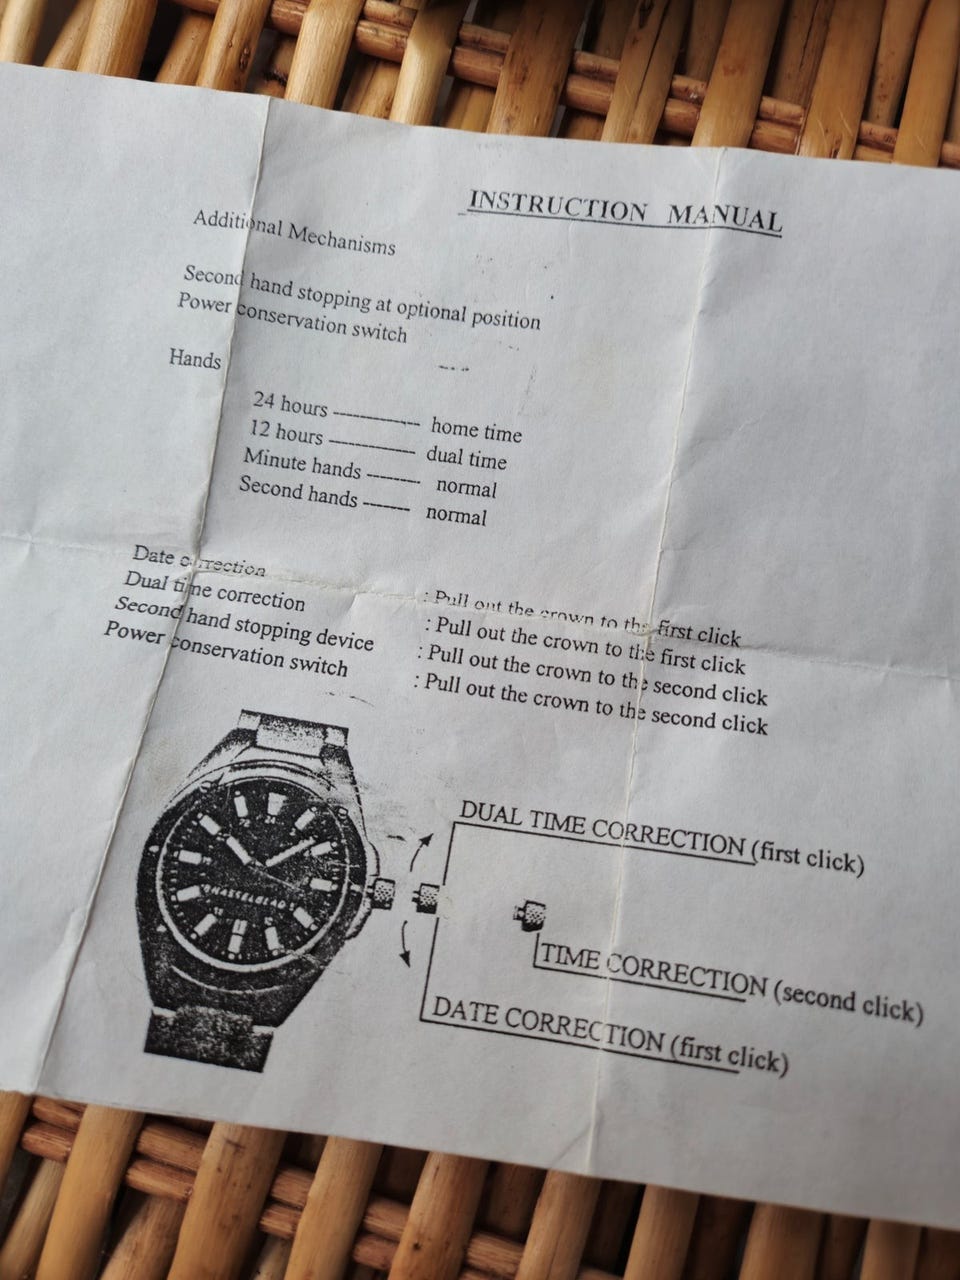 INSTRUCTION MANUAL
Additional Mechanisms
Second hand stopping at optional position
Power conservation switch
Hands
24 hours ---------- home time
12 hours ---------- dual time
Minute hands ------- normal
Second hands ------ normal
Date correction : Pull out the crown to the first click
Dual time correction : Pull out the crown to the first click
Second hand stopping device : Pull out the crown to the second click
Power conservation switch : Pull out the crown to the second click
DUAL TIME CORRECTION (first click)
HASSELBLAD
TIME CORRECTION (second click)
DATE CORRECTION (first click)